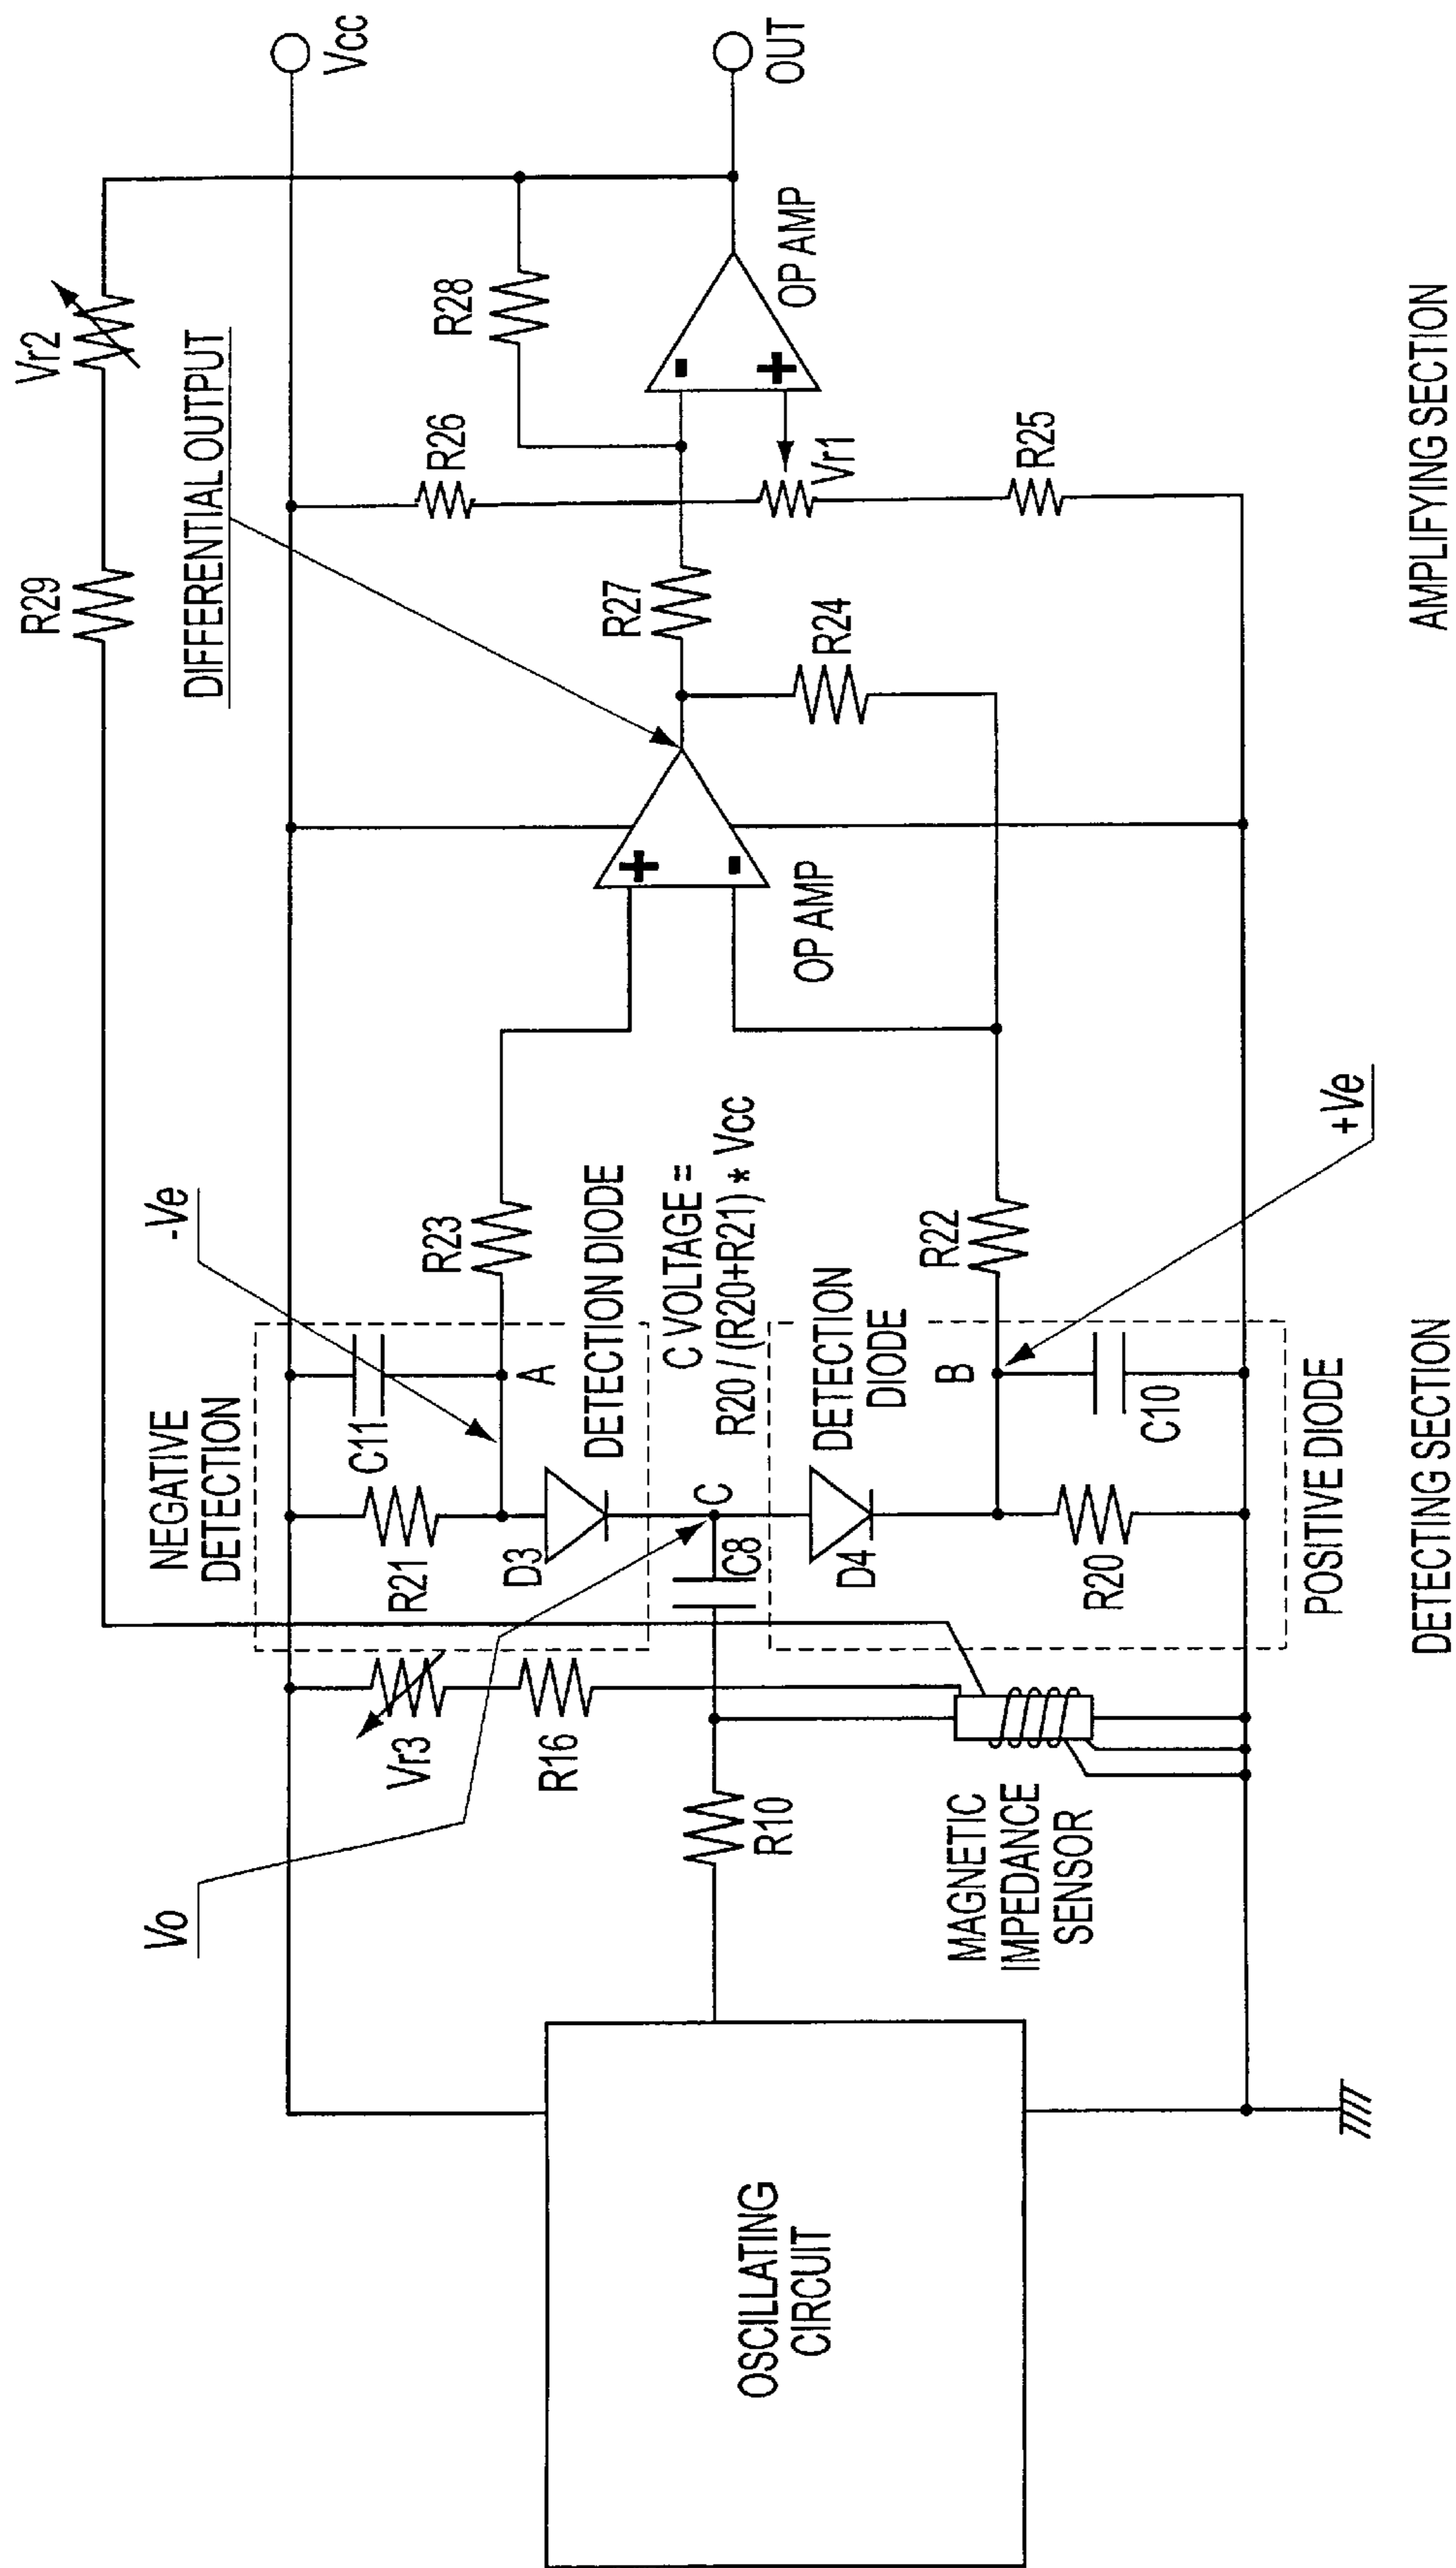 Vcc
OUT
Vr2
R29
DIFFERENTIAL OUTPUT
R28
OP AMP
-
+
R26
Vr1
R25
R27
R24
+
-
OP AMP
-Ve
R23
NEGATIVE
DETECTION
C11
A
R21
D3
DETECTION DIODE
C VOLTAGE =
R20 / (R20+R21) * Vcc
C
C8
DETECTION
DIODE
D4
B
R22
+Ve
C10
R20
POSITIVE DIODE
Vo
Vr3
R16
R10
MAGNETIC
IMPEDANCE
SENSOR
OSCILLATING
CIRCUIT
DETECTING SECTION
AMPLIFYING SECTION